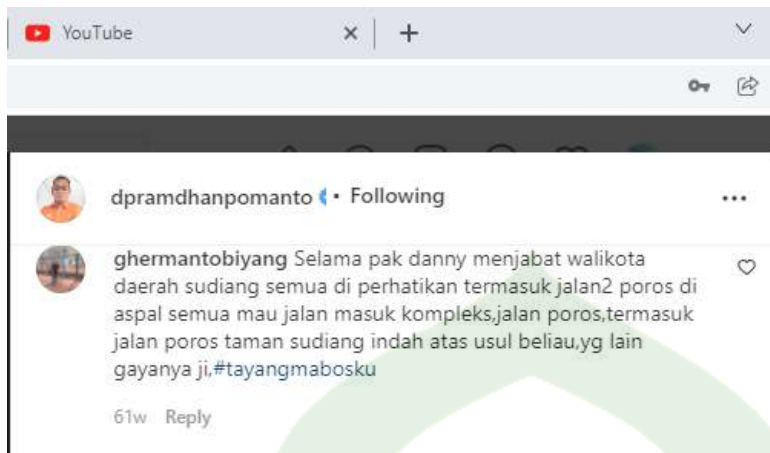 YouTube
dpramdhanpomanto • Following
ghermantobiyang Selama pak danny menjabat walikota
daerah sudiang semua di perhatikan termasuk jalan2 poros di
aspal semua mau jalan masuk kompleks,jalan poros,termasuk
jalan poros taman sudiang indah atas usul beliau,yg lain
gayanya ji,#tayangmabosku
61w Reply